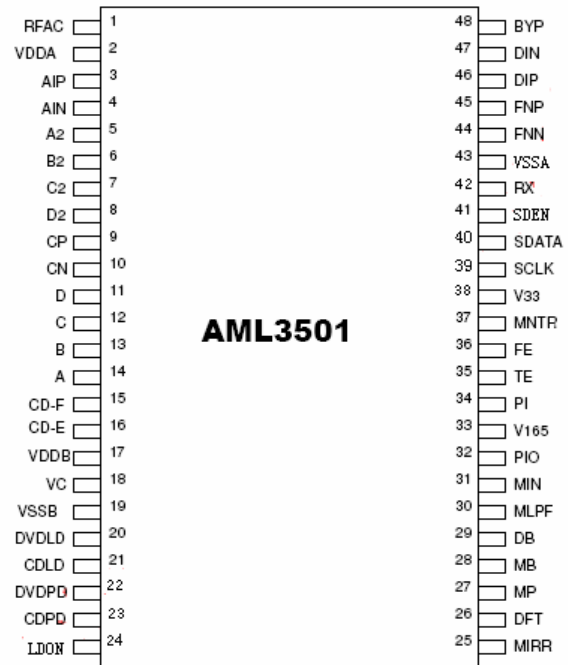 RFAC 1 48 BYP
VDDA 2 47 DIN
AIP 3 46 DIP
AIN 4 45 FNP
A2 5 44 FNN
B2 6 43 VSSA
C2 7 42 RX
D2 8 41 SDEN
CP 9 40 SDATA
CN 10 39 SCLK
D 11 38 V33
C 12 37 MNTR
B 13 36 FE
A 14 35 TE
CD-F 15 34 PI
CD-E 16 33 V165
VDDB 17 32 PIO
VC 18 31 MIN
VSSB 19 30 MLPF
DVDLD 20 29 DB
CDLD 21 28 MB
DVDPD 22 27 MP
CDPD 23 26 DFT
LDON 24 25 MIRR
AML3501